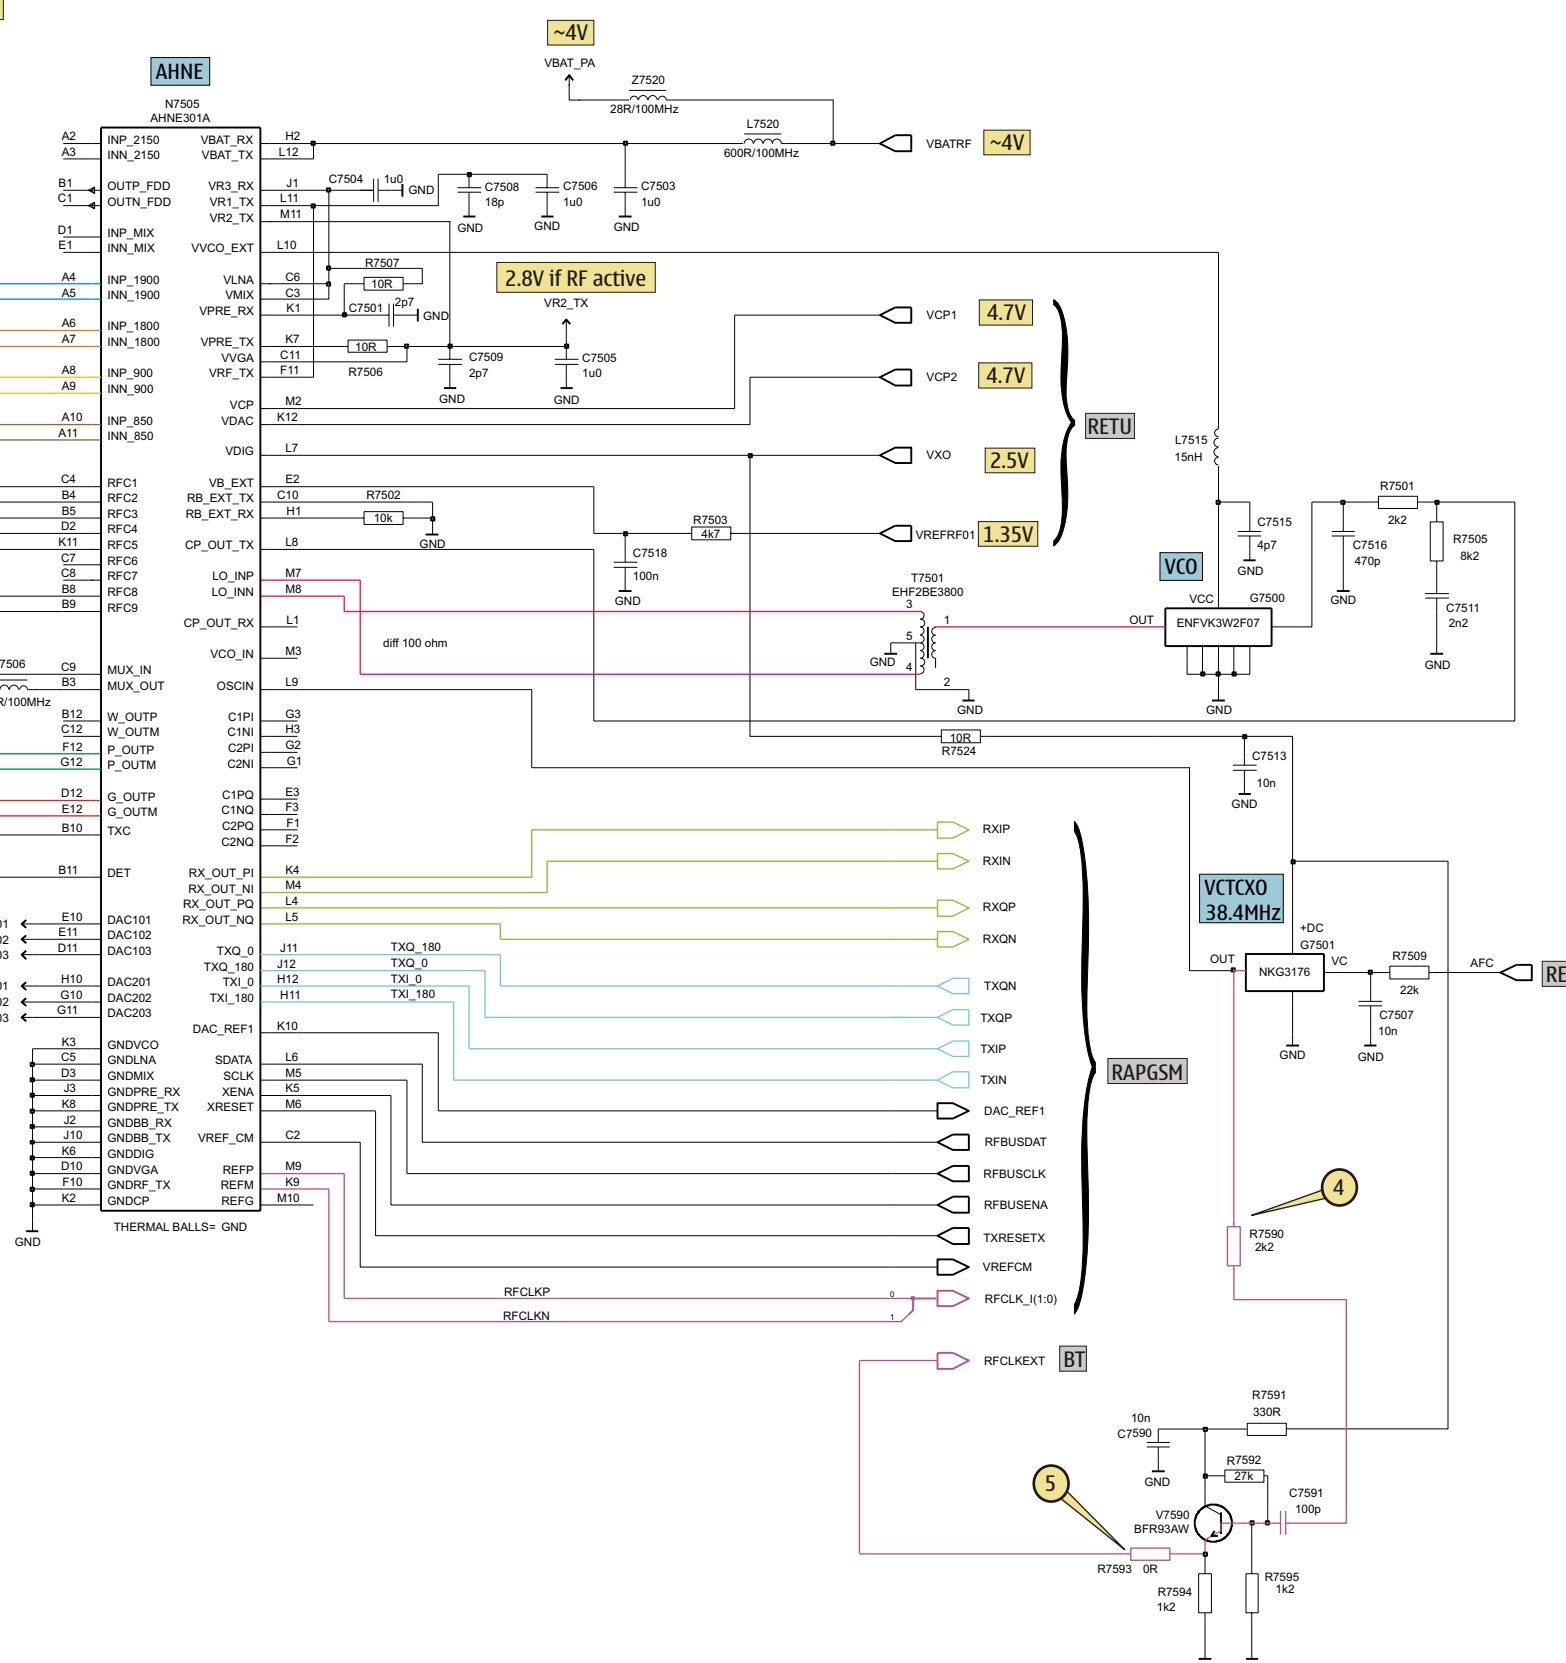 ~4V
VBAT_PA
Z7520
28R/100MHz
L7520
600R/100MHz
VBATRF
~4V
AHNE
N7505
AHNE301A
A2 INP_2150 VBAT_RX H2
A3 INN_2150 VBAT_TX L12
B1 OUTP_FDD VR3_RX J1
C1 OUTN_FDD VR1_TX L11
VR2_TX M11
D1 INP_MIX
E1 INN_MIX VVCO_EXT L10
A4 INP_1900 VLNA C6
A5 INN_1900 VMIX C3
VPRE_RX K1
A6 INP_1800
A7 INN_1800 VPRE_TX K7
VVGA C11
A8 INP_900 VRF_TX F11
A9 INN_900
VCP M2
A10 INP_850 VDAC K12
A11 INN_850
VDIG L7
C4 RFC1 VB_EXT E2
B4 RFC2 RB_EXT_TX C10
B5 RFC3 RB_EXT_RX H1
D2 RFC4
K11 RFC5 CP_OUT_TX L8
C7 RFC6
C8 RFC7 LO_INP M7
B8 RFC8 LO_INN M8
B9 RFC9
CP_OUT_RX L1
VCO_IN M3
7506
R/100MHz
C9 MUX_IN
B3 MUX_OUT OSCIN L9
B12 W_OUTP C1PI G3
C12 W_OUTM C1NI H3
F12 P_OUTP C2PI G2
G12 P_OUTM C2NI G1
D12 G_OUTP C1PQ E3
E12 G_OUTM C1NQ F3
B10 TXC C2PQ F1
C2NQ F2
B11 DET RX_OUT_PI K4
RX_OUT_NI M4
RX_OUT_PQ L4
RX_OUT_NQ L5
01 E10 DAC101
02 E11 DAC102
03 D11 DAC103
TXQ_0 J11 TXQ_180
TXQ_180 J12 TXQ_0
TXI_0 H12 TXI_0
TXI_180 H11 TXI_180
01 H10 DAC201
02 G10 DAC202
03 G11 DAC203
DAC_REF1 K10
K3 GNDVCO
C5 GNDLNA SDATA L6
D3 GNDMIX SCLK M5
J3 GNDPRE_RX XENA K5
K8 GNDPRE_TX XRESET M6
J2 GNDBB_RX
J10 GNDBB_TX VREF_CM C2
K6 GNDDIG
D10 GNDVGA REFP M9
F10 GNDRF_TX REFM K9
K2 GNDCP REFG M10
THERMAL BALLS= GND
GND
C7504 1u0 GND
C7508
18p
GND
C7506
1u0
GND
C7503
1u0
GND
R7507
10R
C7501 2p7 GND
2.8V if RF active
VR2_TX
10R
R7506
C7509
2p7
GND
C7505
1u0
GND
VCP1 4.7V
VCP2 4.7V
VXO 2.5V
VREFRF01 1.35V
RETU
R7502
10k
GND
R7503
4k7
C7518
100n
GND
diff 100 ohm
T7501
EHF2BE3800
3
5
4
1
2
GND
GND
L7515
15nH
C7515
4p7
GND
VCO
VCC G7500
OUT ENFVK3W2F07
GND
R7501
2k2
C7516
470p
GND
R7505
8k2
C7511
2n2
GND
10R
R7524
C7513
10n
GND
VCTCXO
38.4MHz
+DC
G7501
OUT NKG3176 VC
GND
R7509
22k
C7507
10n
GND
AFC
RE
RXIP
RXIN
RXQP
RXQN
TXQN
TXQP
TXIP
TXIN
DAC_REF1
RFBUSDAT
RFBUSCLK
RFBUSENA
TXRESETX
VREFCM
RFCLKP 0 RFCLK_I(1:0)
RFCLKN 1
RAPGSM
RFCLKEXT BT
4
R7590
2k2
R7591
330R
10n
C7590
GND
R7592
27k
C7591
100p
5
V7590
BFR93AW
R7593 0R
R7594
1k2
R7595
1k2